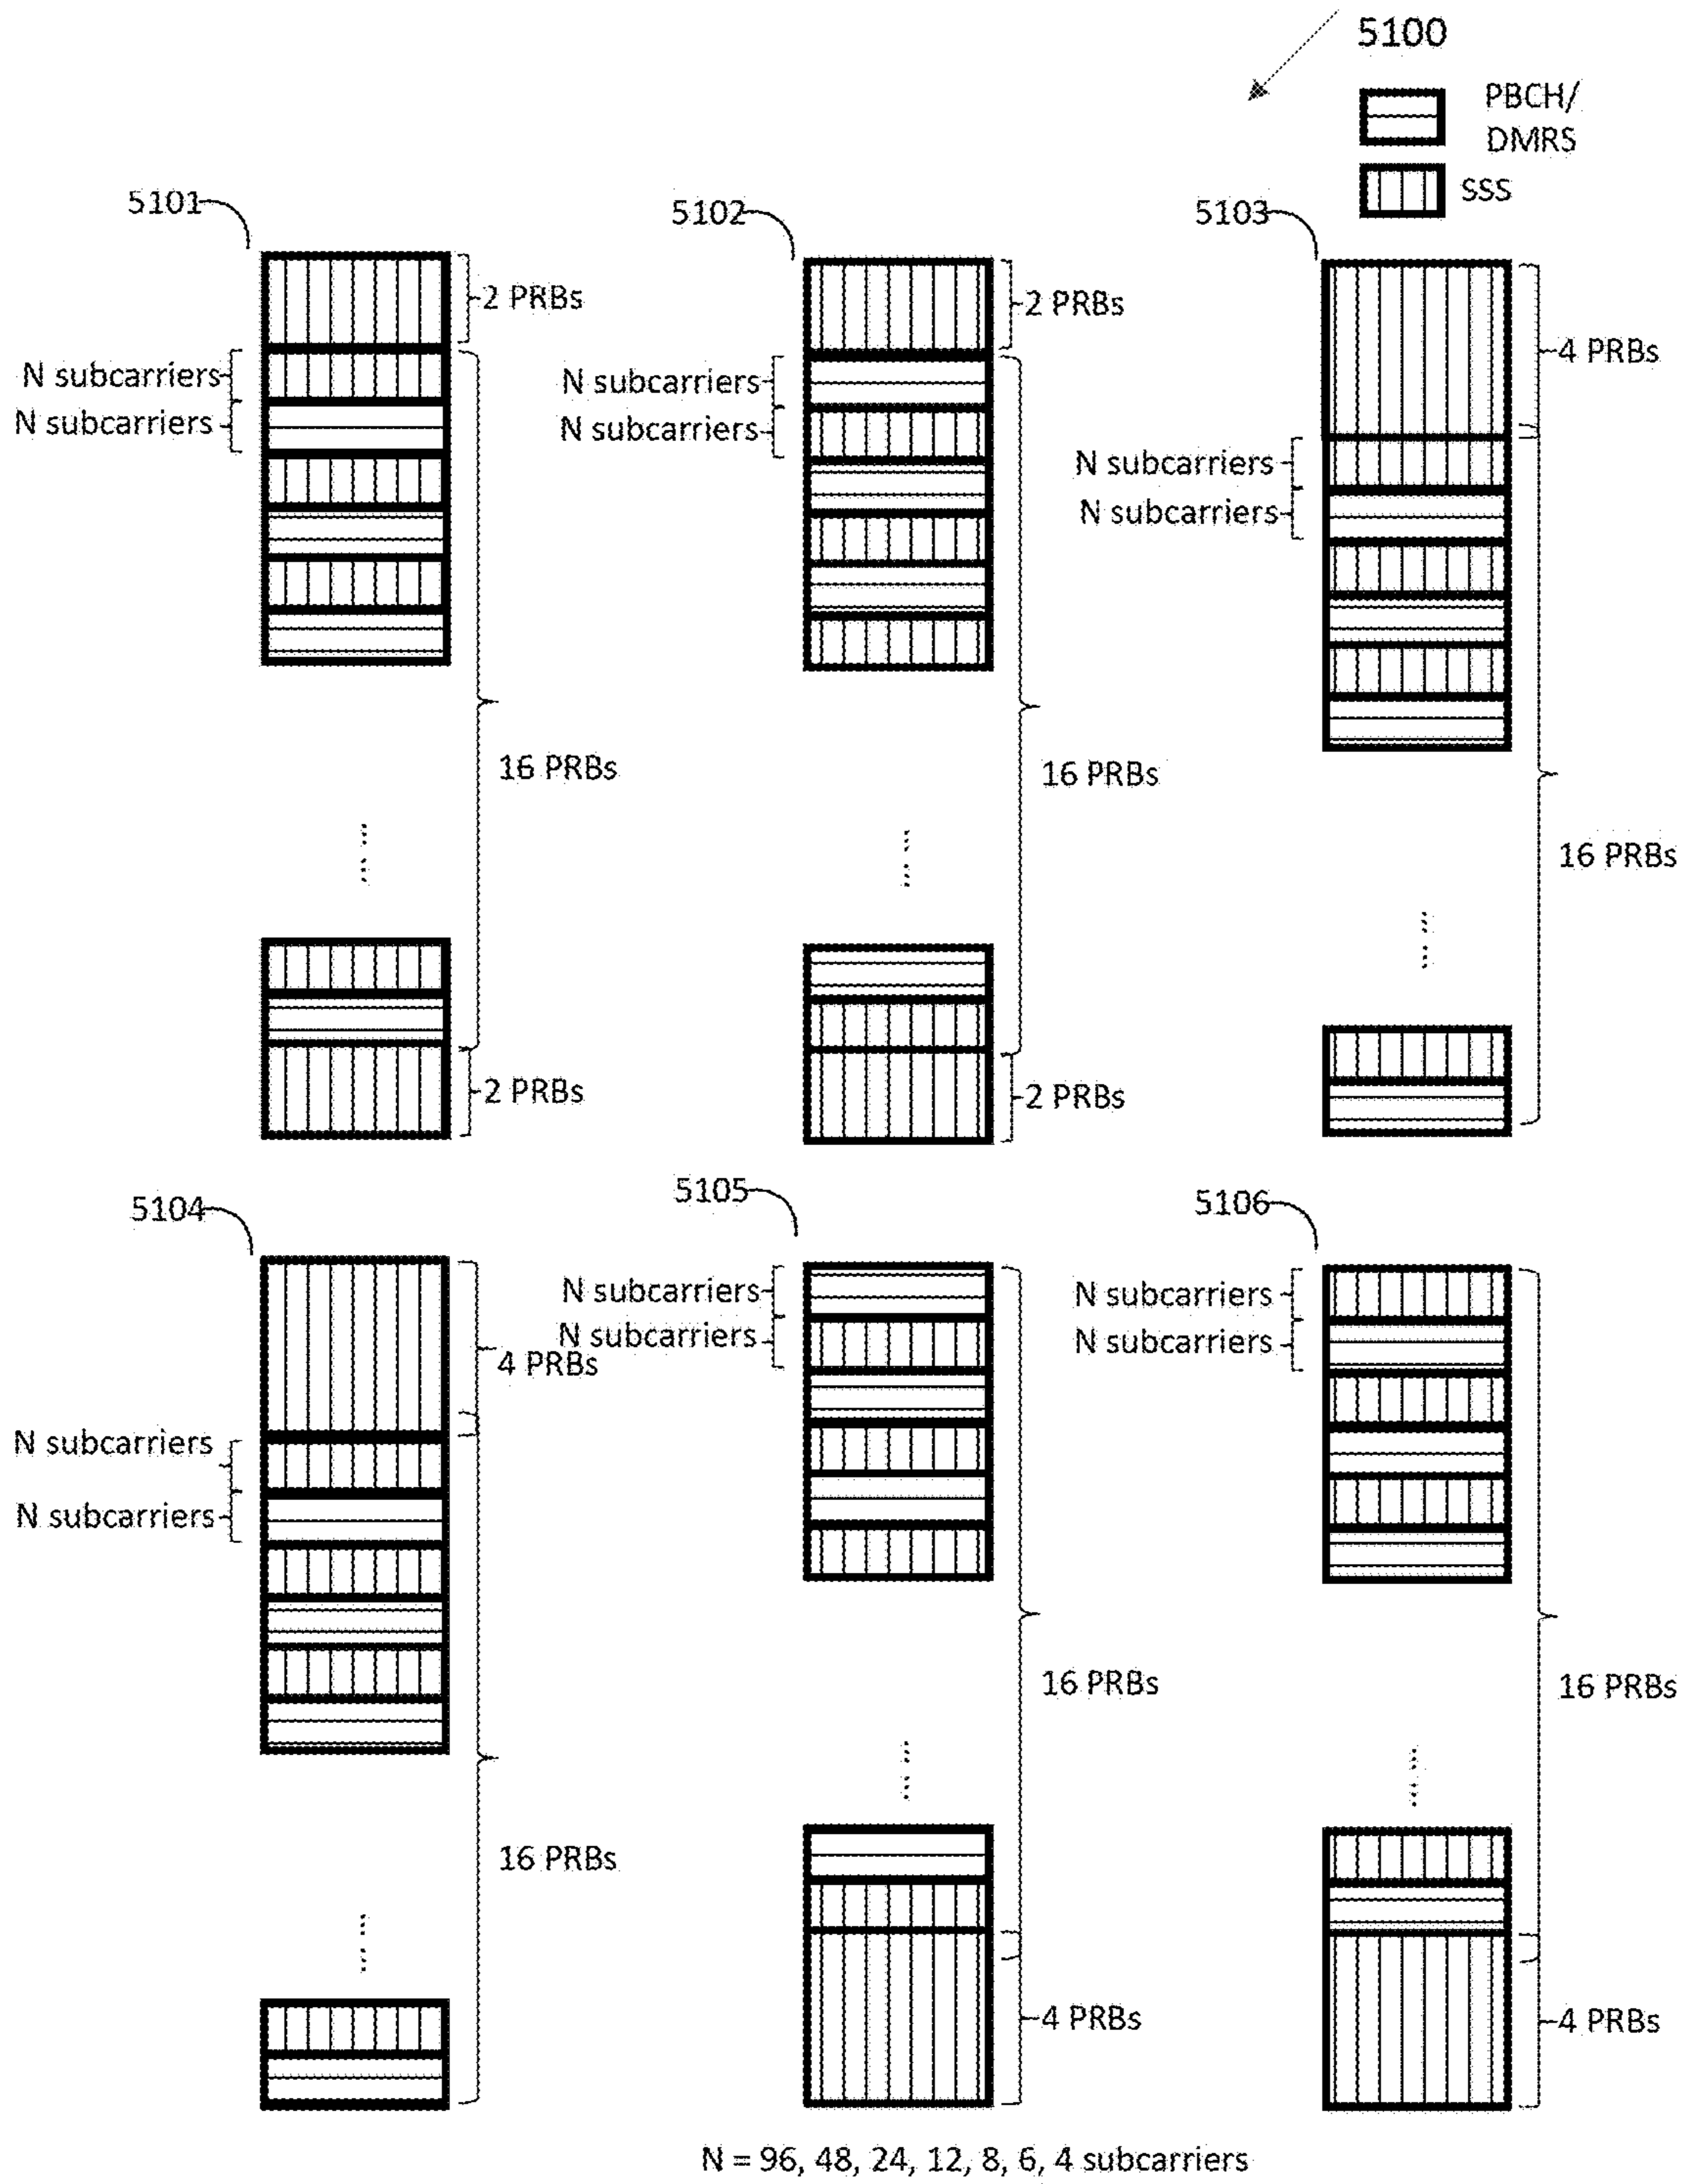 5100
PBCH/
DMRS
SSS
5101
5102
5103
2 PRBs
2 PRBs
4 PRBs
N subcarriers
N subcarriers
N subcarriers
N subcarriers
N subcarriers
N subcarriers
16 PRBs
16 PRBs
16 PRBs
2 PRBs
2 PRBs
5104
5105
5106
4 PRBs
N subcarriers
N subcarriers
N subcarriers
N subcarriers
N subcarriers
N subcarriers
16 PRBs
16 PRBs
16 PRBs
4 PRBs
4 PRBs
N = 96, 48, 24, 12, 8, 6, 4 subcarriers